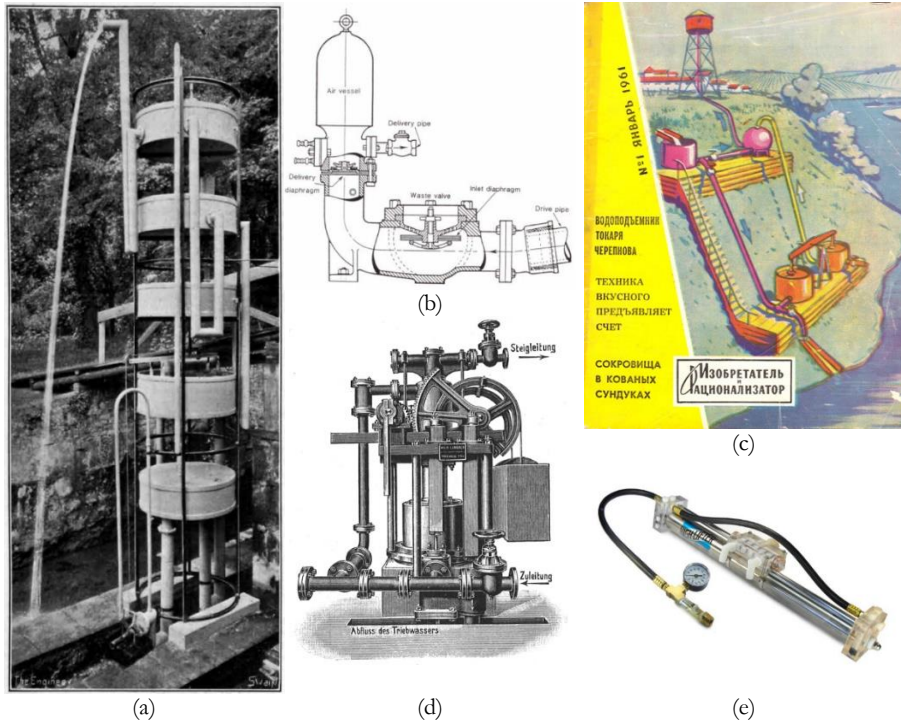 The Engineer
Swain
(a)
Air vessel
Delivery pipe
Delivery
diaphragm
Waste valve
Inlet diaphragm
Drive pipe
(b)
№1 ЯНВАРЬ 1961
ВОДОПОДЪЕМНИК
ТОКАРЯ
ЧЕРЕПНОВА
ТЕХНИКА
ВКУСНОГО
ПРЕДЪЯВЛЯЕТ
СЧЕТ
СОКРОВИЩА
В КОВАНЫХ
СУНДУКАХ
ИЗОБРЕТАТЕЛЬ
И
РАЦИОНАЛИЗАТОР
(c)
Steigleitung
Zuleitung
Abfluss des Triebwassers
(d)
(e)